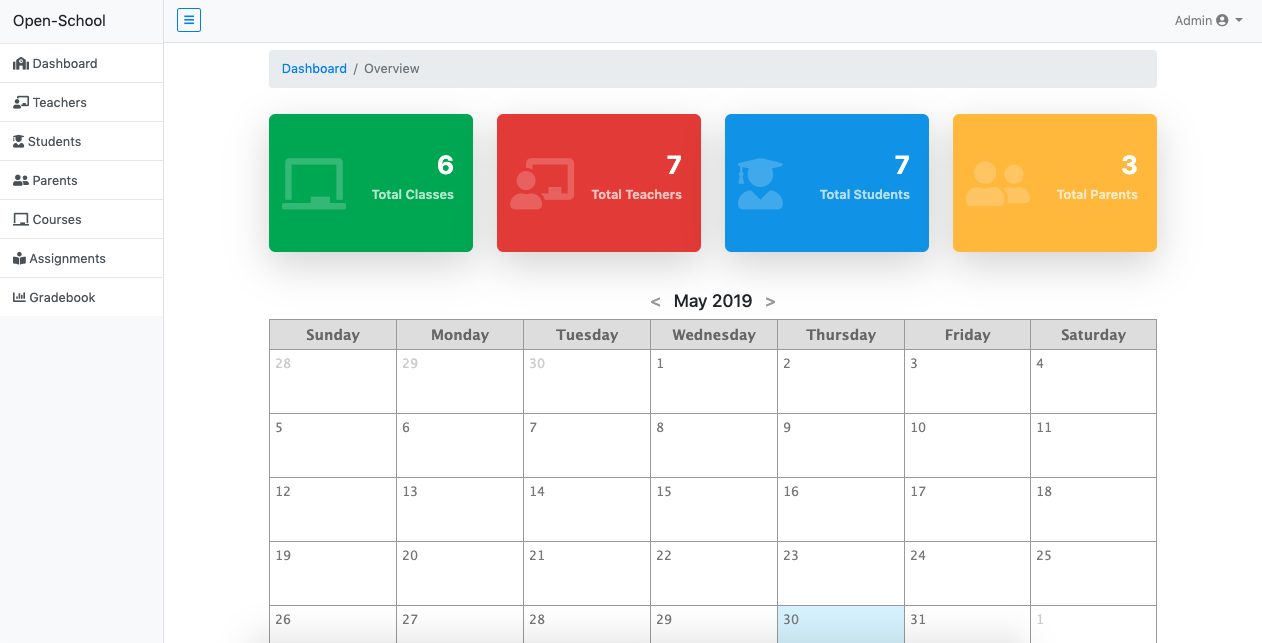 Open-School
Admin
Dashboard
Teachers
Students
Parents
Courses
Assignments
Gradebook
Dashboard / Overview
6
Total Classes
7
Total Teachers
7
Total Students
3
Total Parents
< May 2019 >
Sunday Monday Tuesday Wednesday Thursday Friday Saturday
28 29 30 1 2 3 4
5 6 7 8 9 10 11
12 13 14 15 16 17 18
19 20 21 22 23 24 25
26 27 28 29 30 31 1